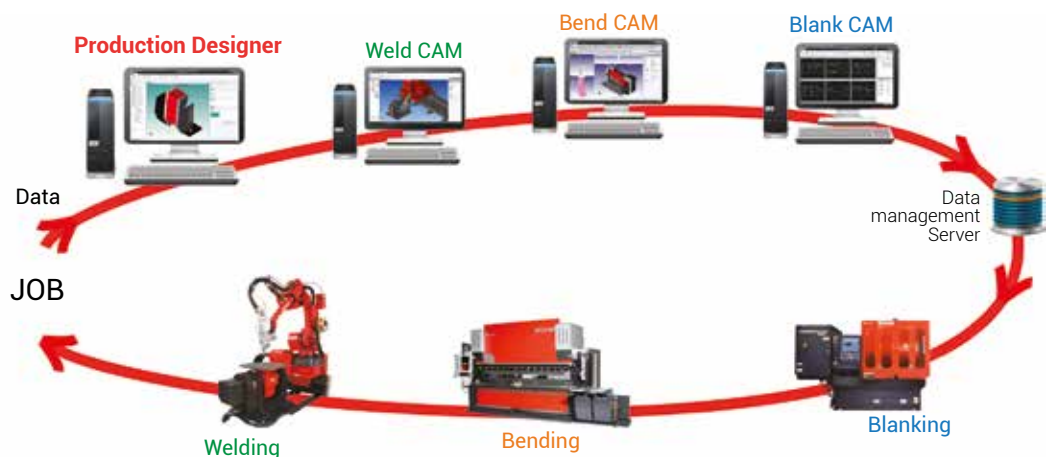 Production Designer
Weld CAM
Bend CAM
Blank CAM
Data
Data
management
Server
JOB
Welding
Bending
Blanking